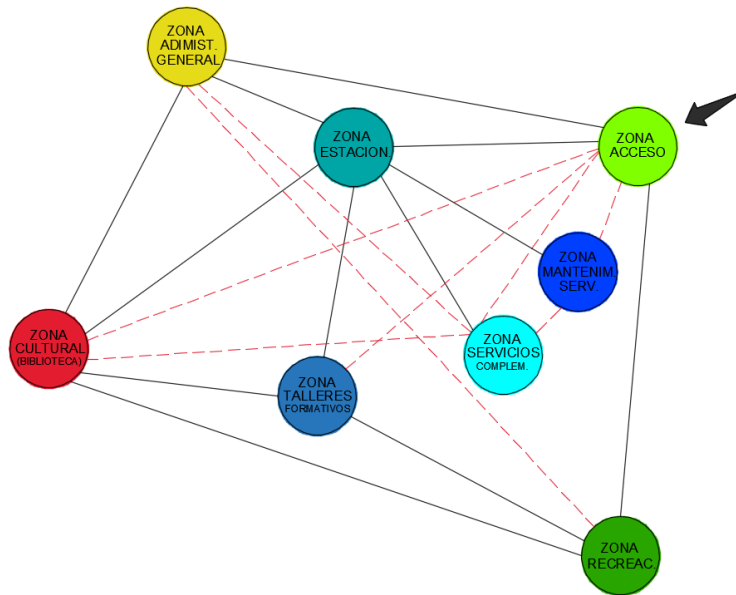 ZONA
ADIMIST.
GENERAL
ZONA
ESTACION.
ZONA
ACCESO
ZONA
MANTENIM.
SERV.
ZONA
CULTURAL
(BIBLIOTECA)
ZONA
SERVICIOS
COMPLEM.
ZONA
TALLERES
FORMATIVOS
ZONA
RECREAC.